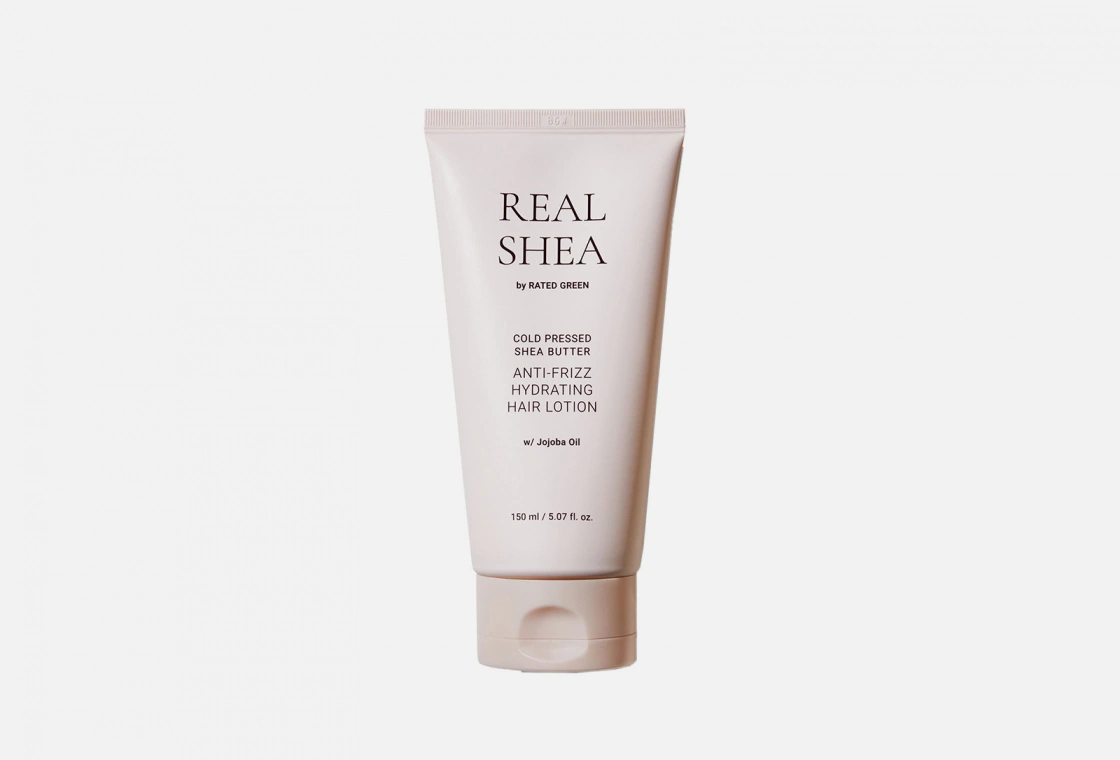 REAL
SHEA
by RATED GREEN
COLD PRESSED
SHEA BUTTER
ANTI-FRIZZ
HYDRATING
HAIR LOTION
w/ Jojoba Oil
150 ml / 5.07 fl. oz.